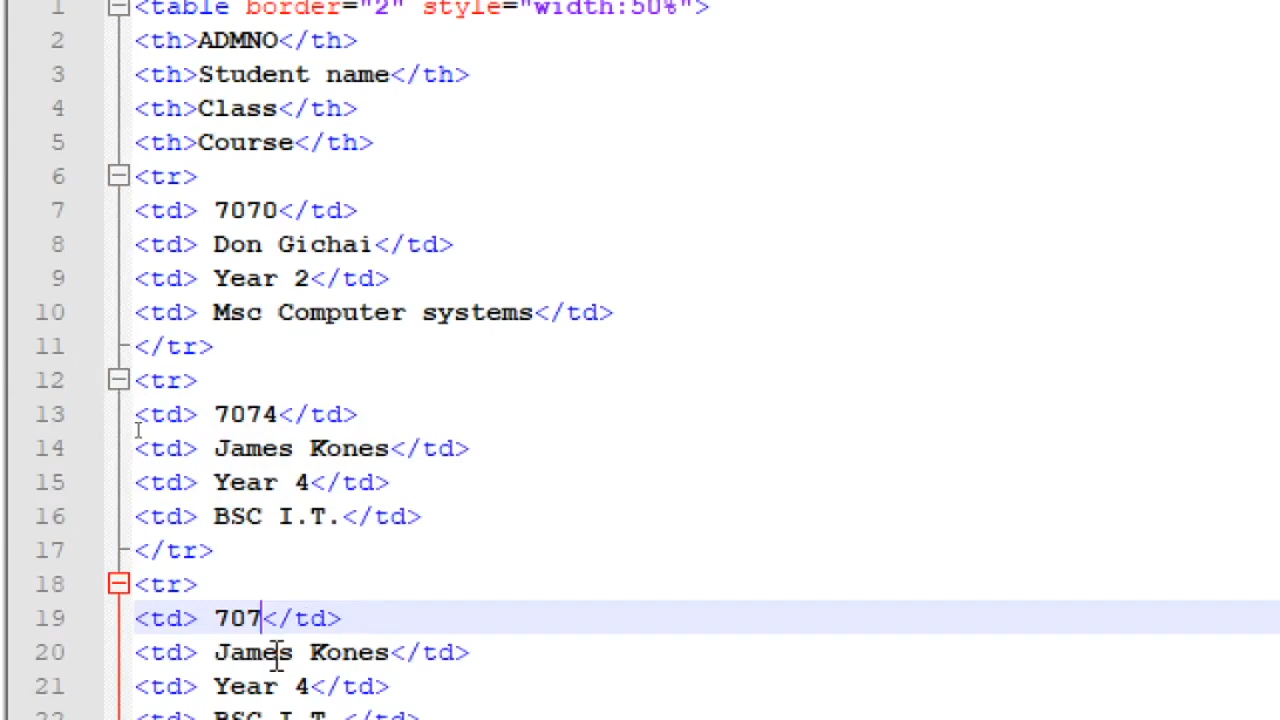 1 <table border="2" style="width:50%">
2 <th>ADMNO</th>
3 <th>Student name</th>
4 <th>Class</th>
5 <th>Course</th>
6 <tr>
7 <td> 7070</td>
8 <td> Don Gichai</td>
9 <td> Year 2</td>
10 <td> Msc Computer systems</td>
11 </tr>
12 <tr>
13 <td> 7074</td>
14 <td> James Kones</td>
15 <td> Year 4</td>
16 <td> BSC I.T.</td>
17 </tr>
18 <tr>
19 <td> 707</td>
20 <td> James Kones</td>
21 <td> Year 4</td>
22 <td> BSC I.T.</td>